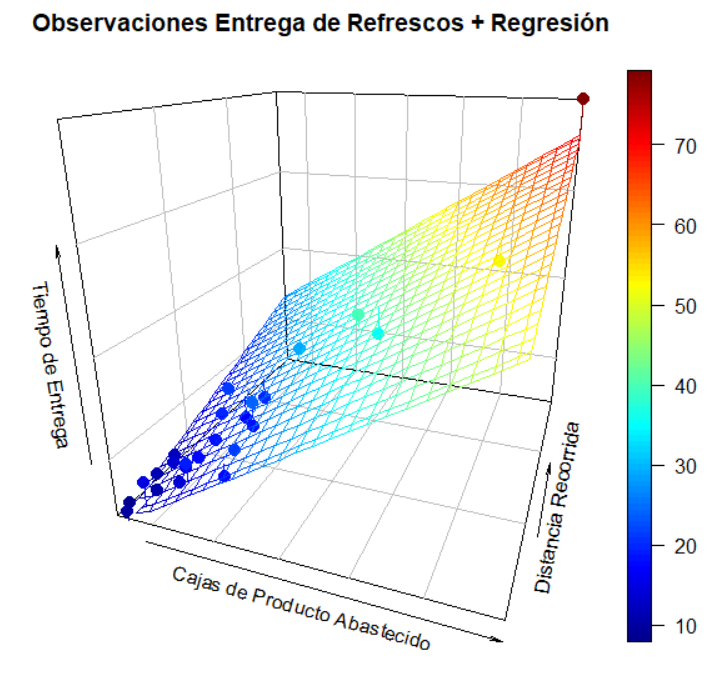 Observaciones Entrega de Refrescos + Regresión
Tiempo de Entrega
Cajas de Producto Abastecido
Distancia Recorrida
70
60
50
40
30
20
10